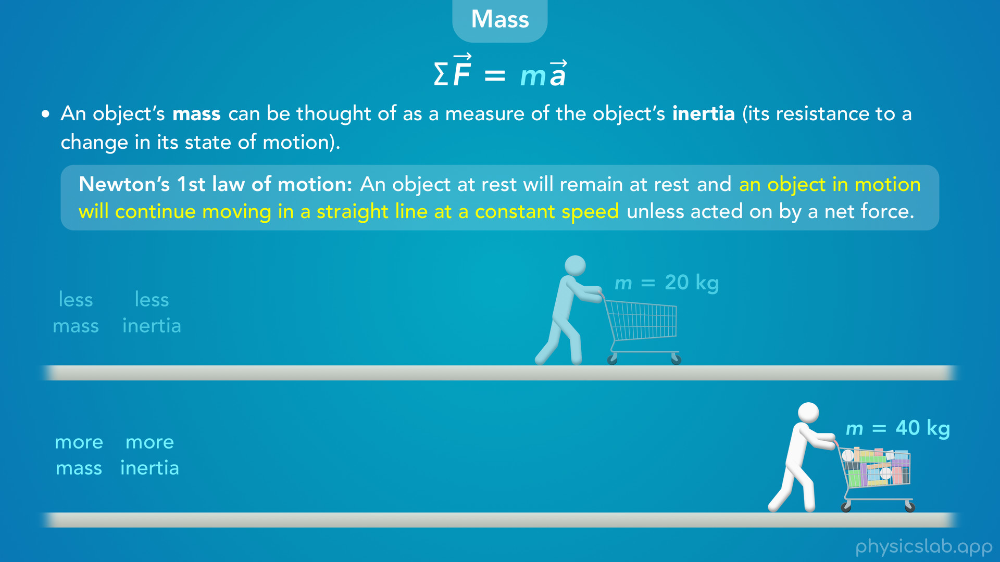 Mass
ΣF⃗ = ma⃗
• An object’s mass can be thought of as a measure of the object’s inertia (its resistance to a
change in its state of motion).
Newton’s 1st law of motion: An object at rest will remain at rest and an object in motion
will continue moving in a straight line at a constant speed unless acted on by a net force.
m = 20 kg
less less
mass inertia
m = 40 kg
more more
mass inertia
physicslab.app